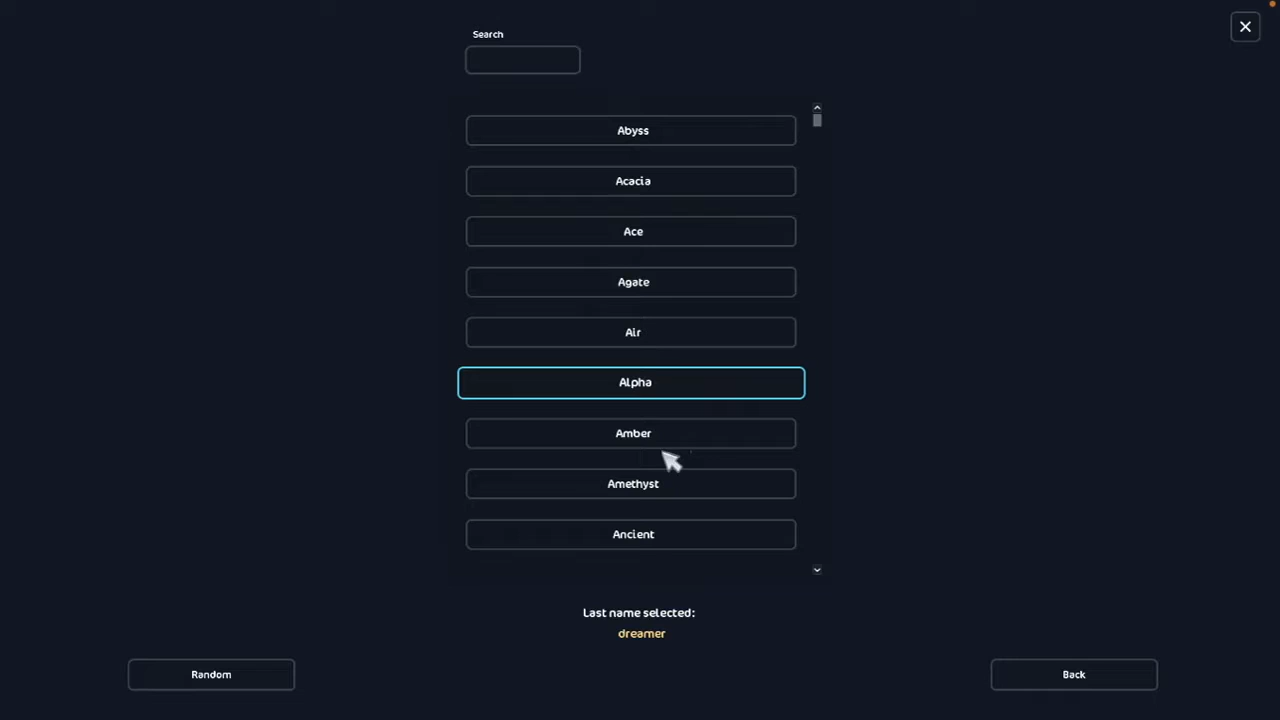 Search
Abyss
Acacia
Ace
Agate
Air
Alpha
Amber
Amethyst
Ancient
Last name selected:
dreamer
Random
Back